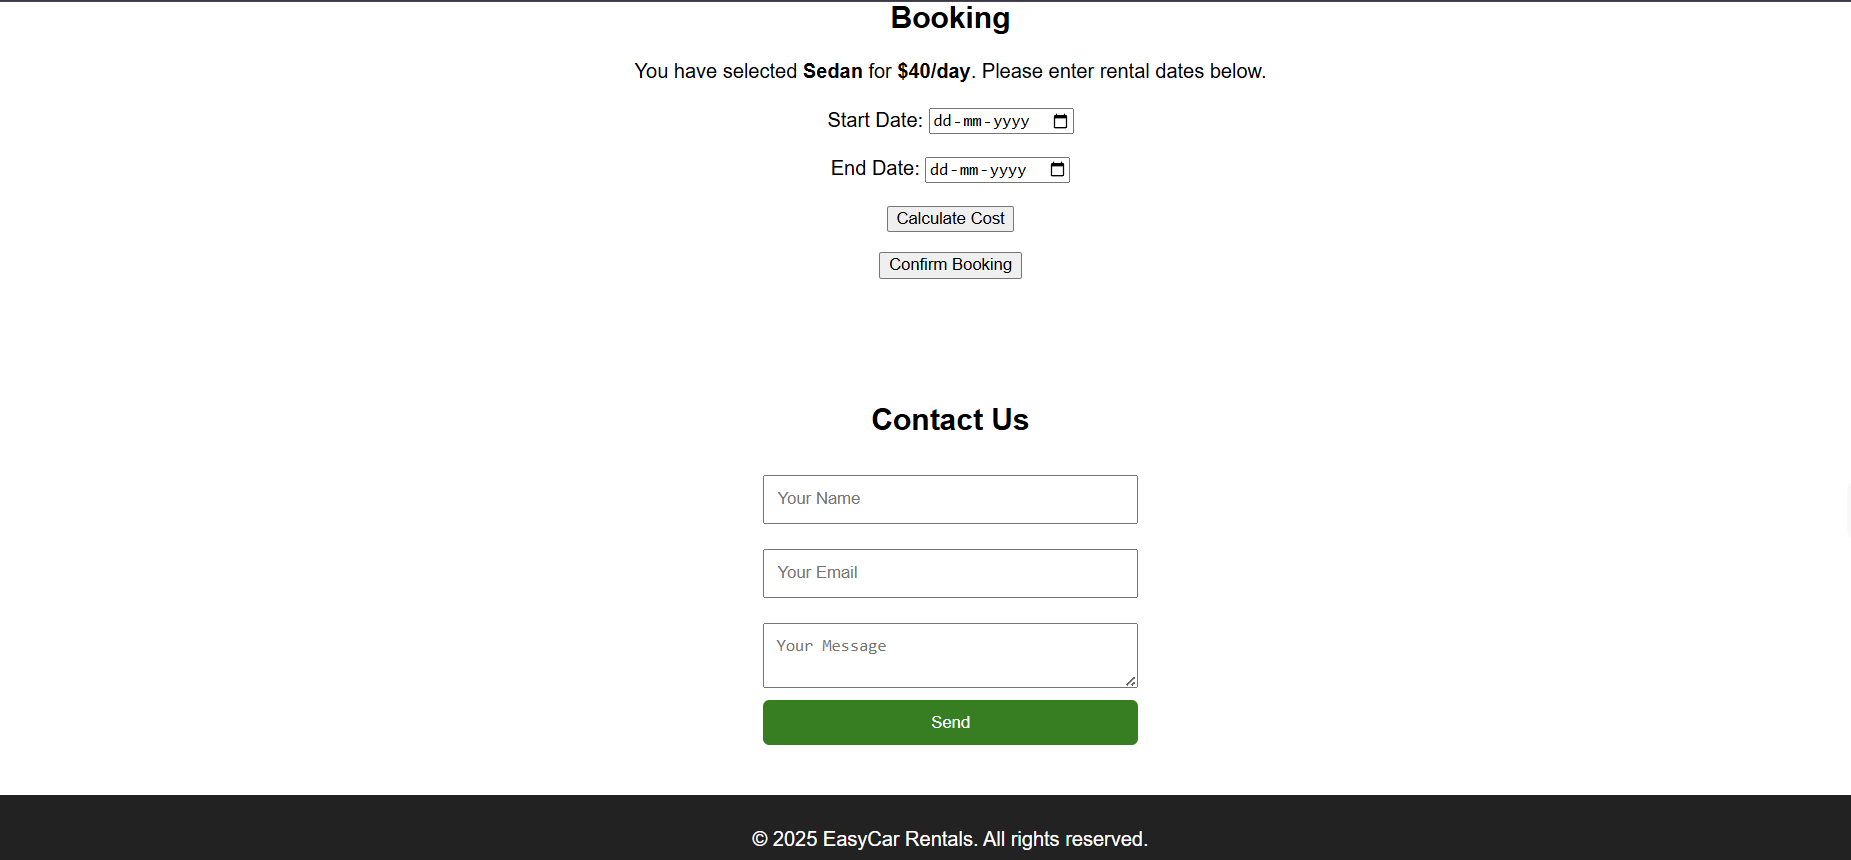 Booking
You have selected Sedan for $40/day. Please enter rental dates below.
Start Date: dd-mm-yyyy
End Date: dd-mm-yyyy
Calculate Cost
Confirm Booking
Contact Us
Your Name
Your Email
Your Message
Send
© 2025 EasyCar Rentals. All rights reserved.